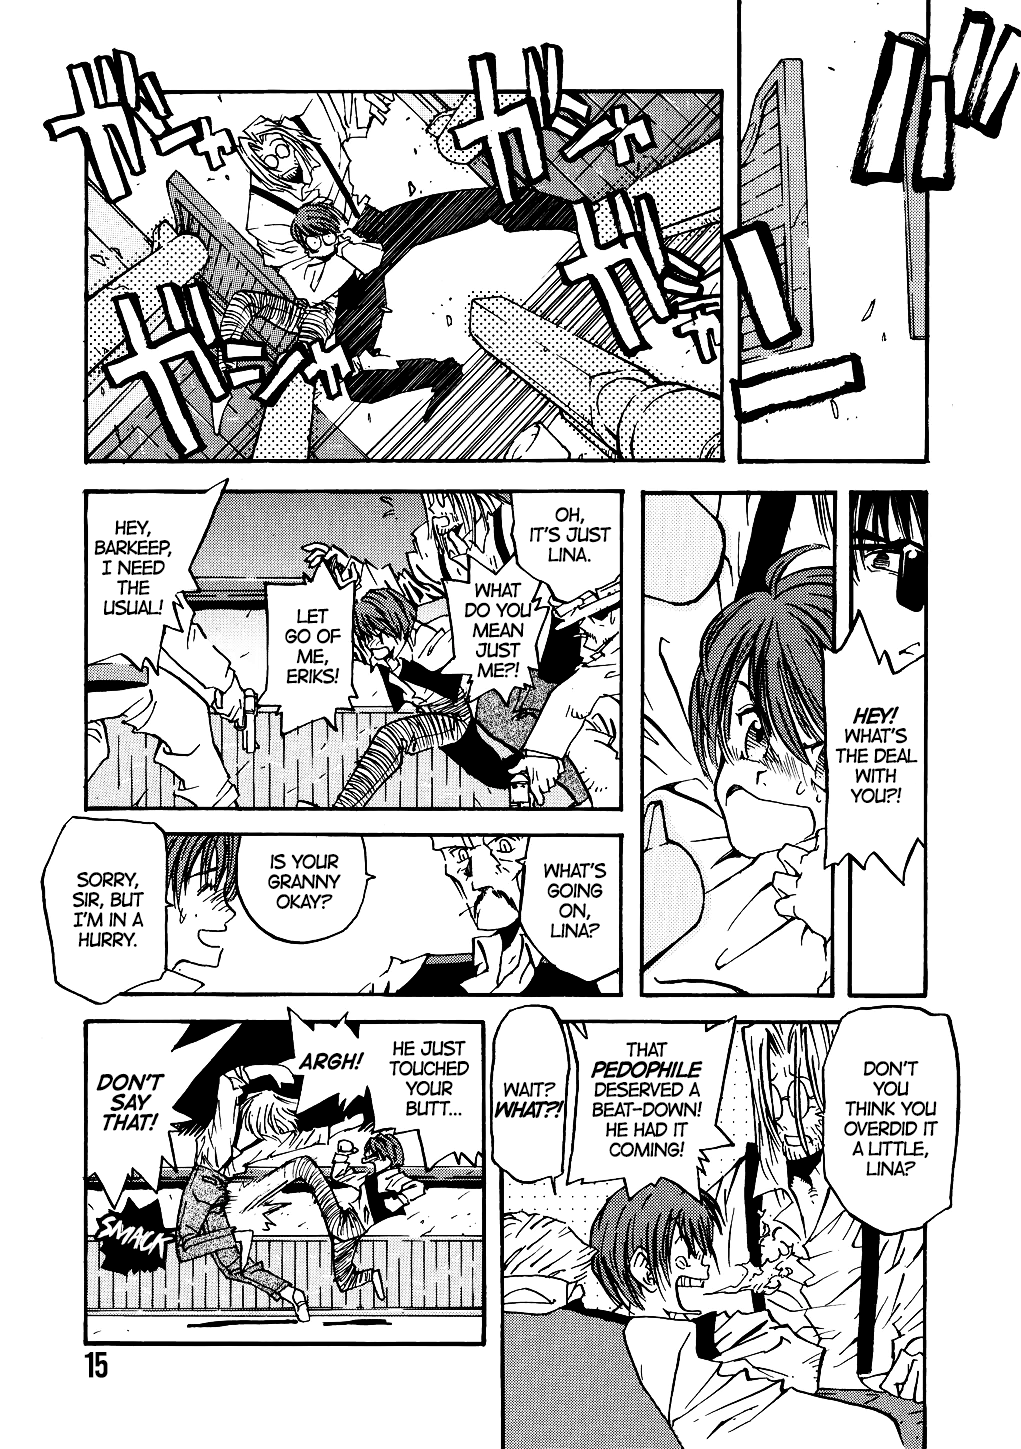 バン
バー
ガシャ
ガシャ
ガシャ
ガシャ
HEY!
WHAT'S
THE DEAL
WITH
YOU?!
OH,
IT'S JUST
LINA.
WHAT
DO YOU
MEAN
JUST
ME?!
LET
GO OF
ME,
ERIKS!
HEY,
BARKEEP,
I NEED
THE
USUAL!
WHAT'S
GOING
ON,
LINA?
IS YOUR
GRANNY
OKAY?
SORRY,
SIR, BUT
I'M IN A
HURRY.
DON'T
YOU
THINK YOU
OVERDID IT
A LITTLE,
LINA?
THAT
PEDOPHILE
DESERVED A
BEAT-DOWN!
HE HAD IT
COMING!
WAIT?
WHAT?!
HE JUST
TOUCHED
YOUR
BUTT...
ARGH!
DON'T
SAY
THAT!
SMACK
15